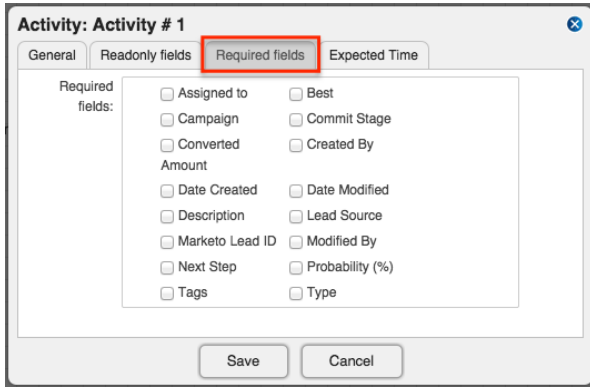 Activity: Activity # 1
General Readonly fields Required fields Expected Time
Required fields:
Assigned to Best
Campaign Commit Stage
Converted Amount Created By
Date Created Date Modified
Description Lead Source
Marketo Lead ID Modified By
Next Step Probability (%)
Tags Type
Save Cancel